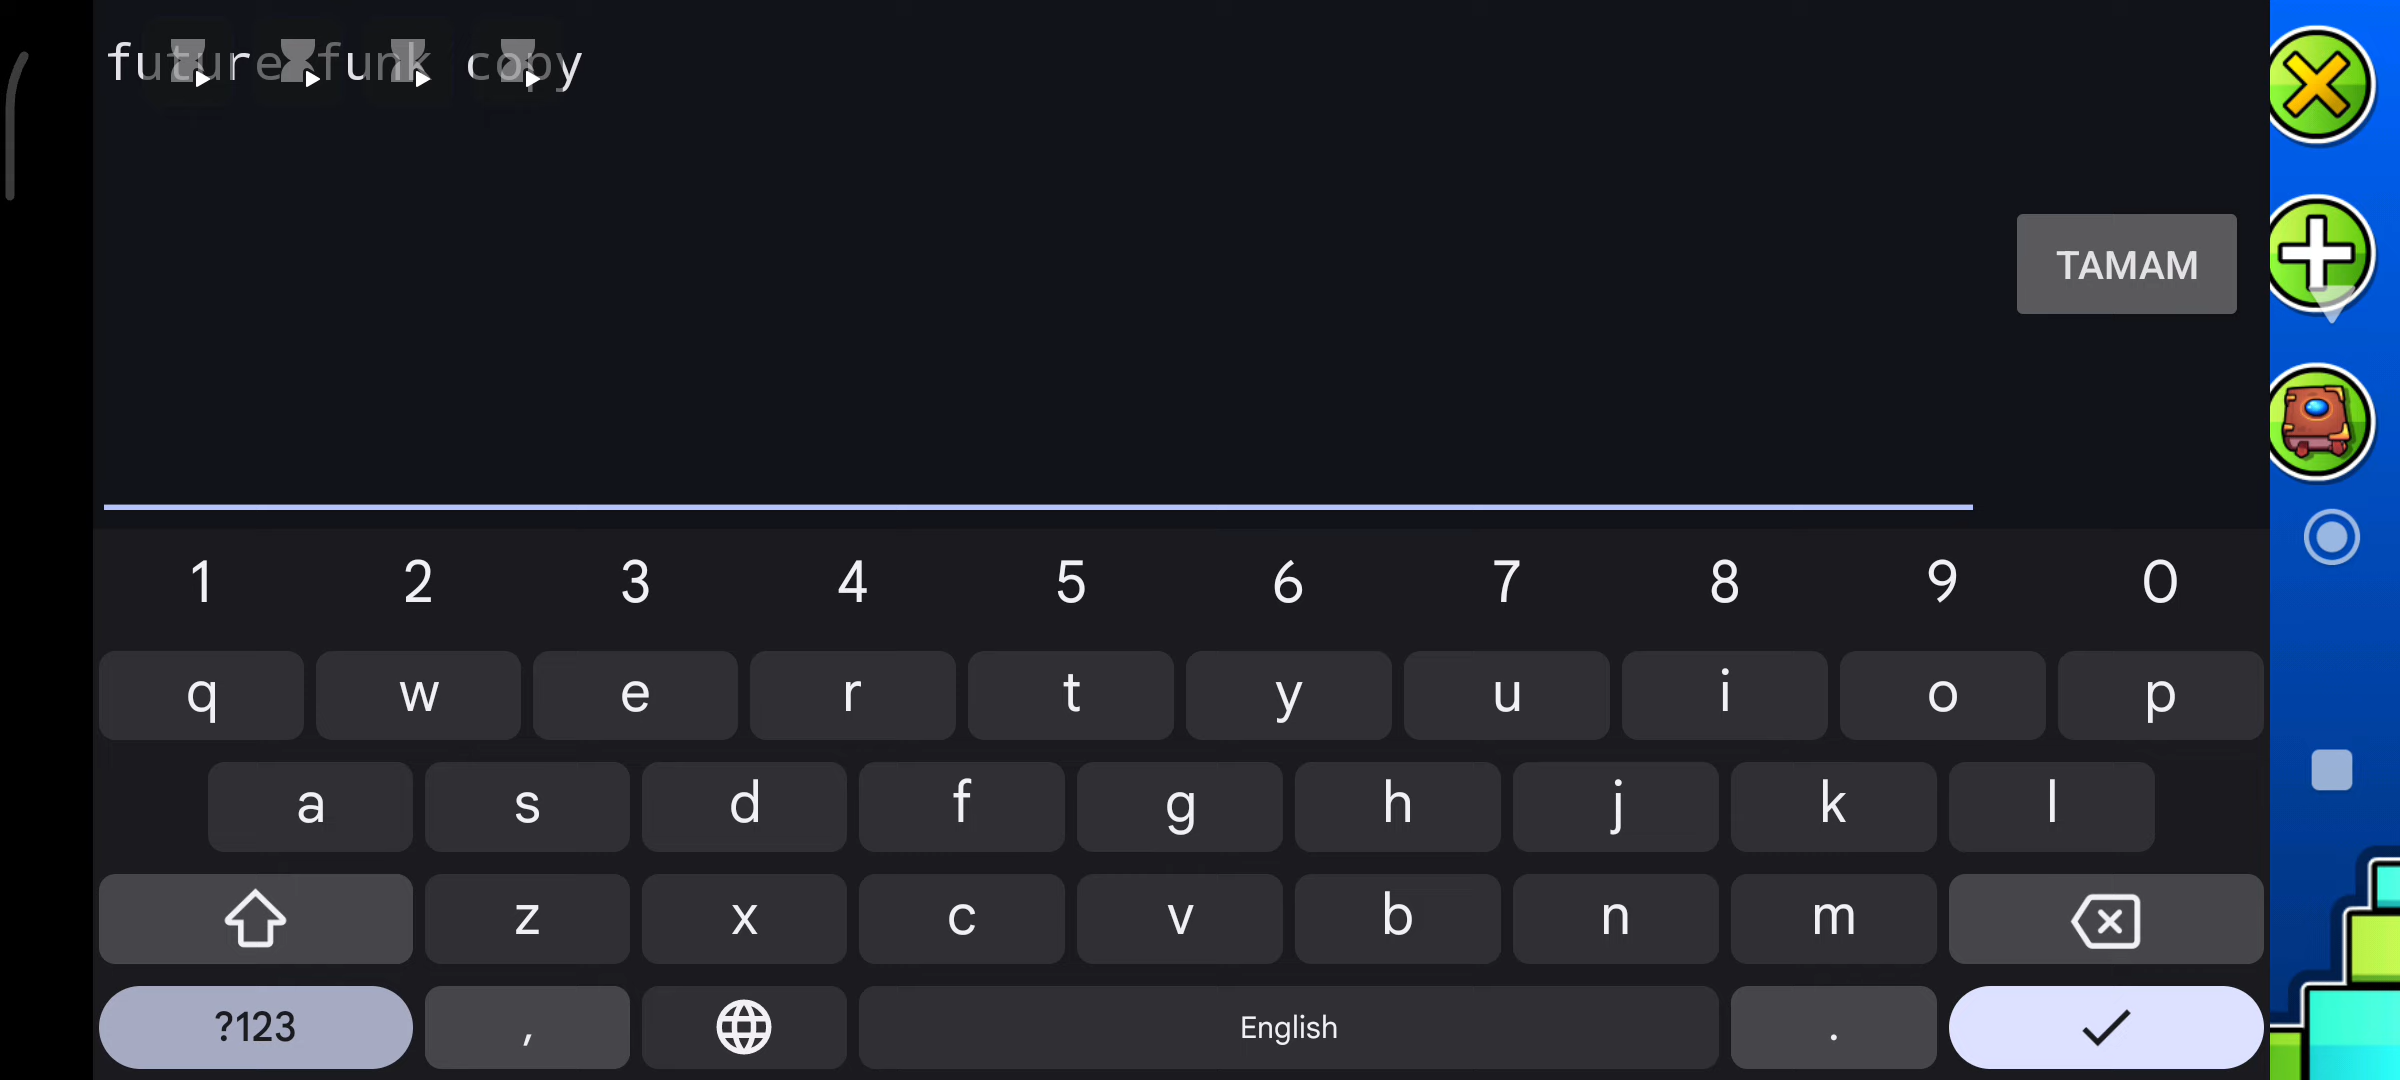 future funk copy
TAMAM
1 2 3 4 5 6 7 8 9 0
q w e r t y u i o p
a s d f g h j k l
z x c v b n m
?123 , English .